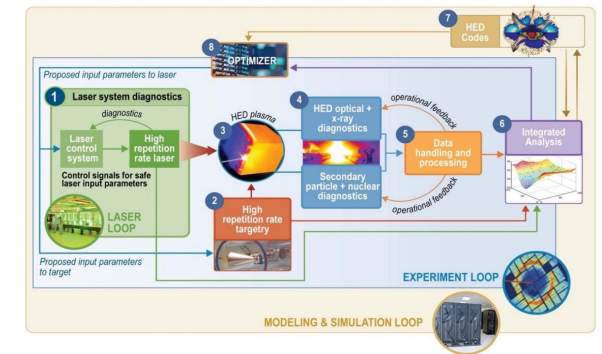 7
HED
Codes
8
OPTIMIZER
Proposed input parameters to laser
1
Laser system diagnostics
diagnostics
Laser
control
system
High
repetition
rate laser
Control signals for safe
laser input parameters
LASER
LOOP
Proposed input parameters
to target
3
HED plasma
2
High
repetition rate
targetry
4
HED optical +
x-ray
diagnostics
Secondary
particle + nuclear
diagnostics
operational feedback
5
Data
handling and
processing
operational feedback
6
Integrated
Analysis
EXPERIMENT LOOP
MODELING & SIMULATION LOOP